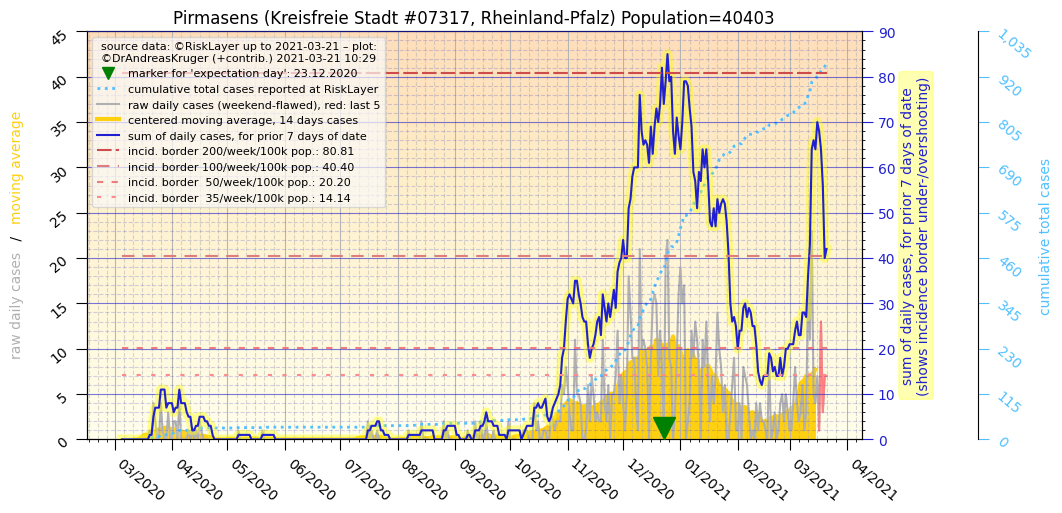 Pirmasens (Kreisfreie Stadt #07317, Rheinland-Pfalz) Population=40403
source data: ©RiskLayer up to 2021-03-21 – plot:
©DrAndreasKruger (+contrib.) 2021-03-21 10:29
marker for 'expectation day': 23.12.2020
cumulative total cases reported at RiskLayer
raw daily cases (weekend-flawed), red: last 5
centered moving average, 14 days cases
sum of daily cases, for prior 7 days of date
incid. border 200/week/100k pop.: 80.81
incid. border 100/week/100k pop.: 40.40
incid. border  50/week/100k pop.: 20.20
incid. border  35/week/100k pop.: 14.14
raw daily cases / moving average
45
40
35
30
25
20
15
10
5
0
03/2020
04/2020
05/2020
06/2020
07/2020
08/2020
09/2020
10/2020
11/2020
12/2020
01/2021
02/2021
03/2021
04/2021
90
80
70
60
50
40
30
20
10
0
sum of daily cases, for prior 7 days of date
(shows incidence border under-/overshooting)
1,035
920
805
690
575
460
345
230
115
0
cumulative total cases